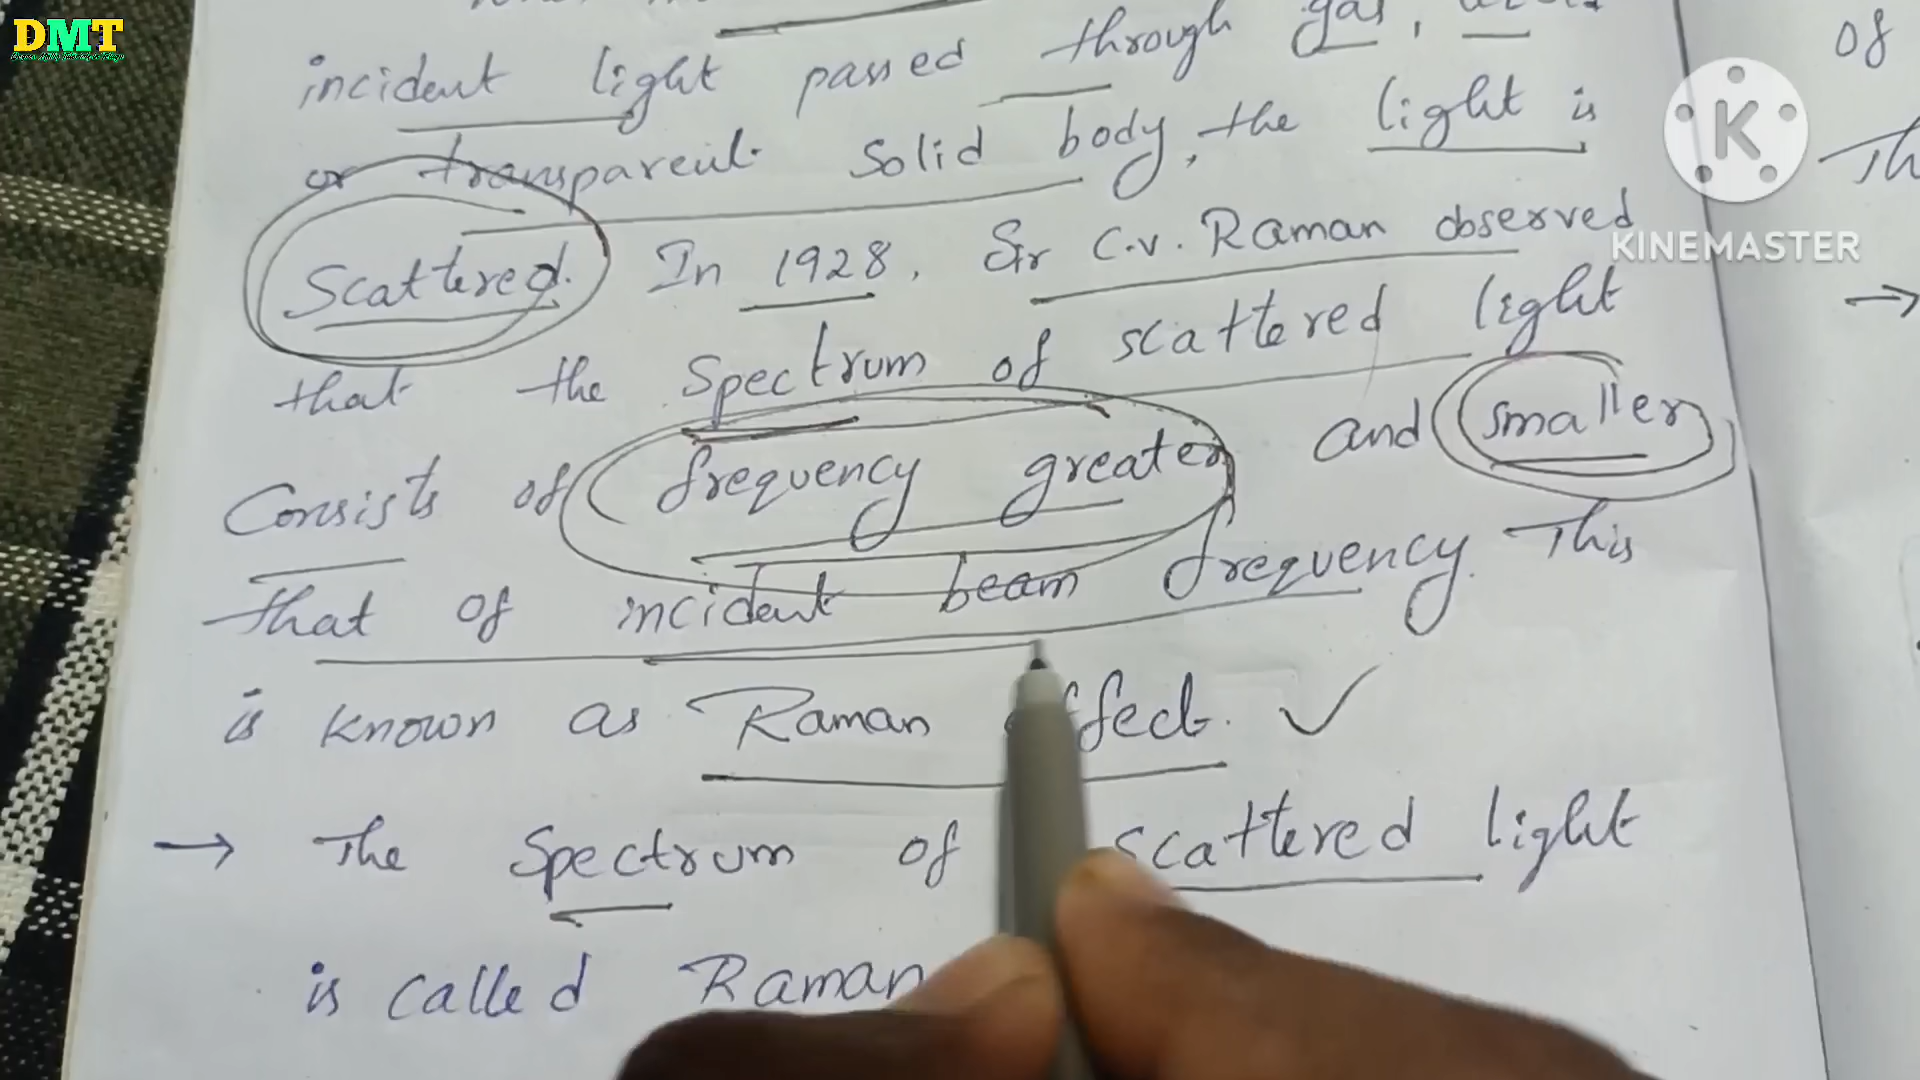 DMT
incident light passed through gas,
or transparent solid body, the light is
Scattered. In 1928, Sir C.V. Raman observed
that the spectrum of scattered light
Consists of frequency greater and smaller
that of incident beam frequency. This
is known as Raman effect.
→ The spectrum of scattered light
is called Raman
of
Th
K
KINEMASTER